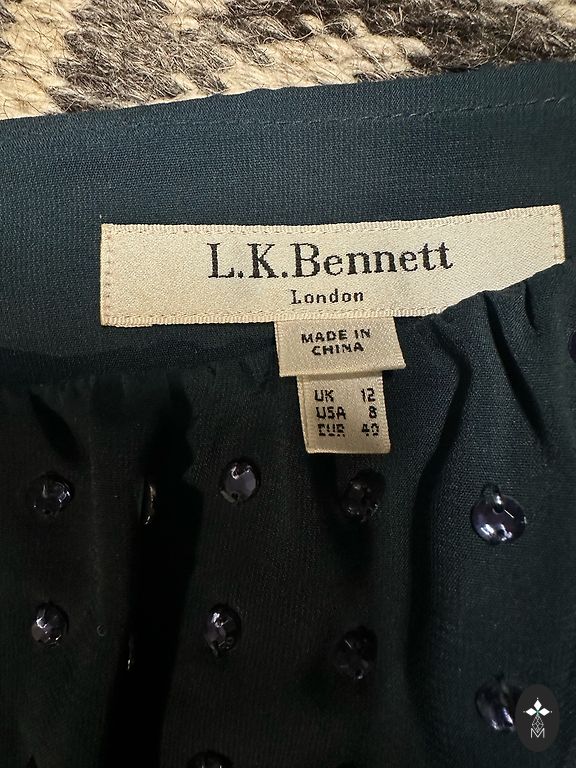 L.K.Bennett
London
MADE IN
CHINA
UK 12
USA 8
EUR 40
M